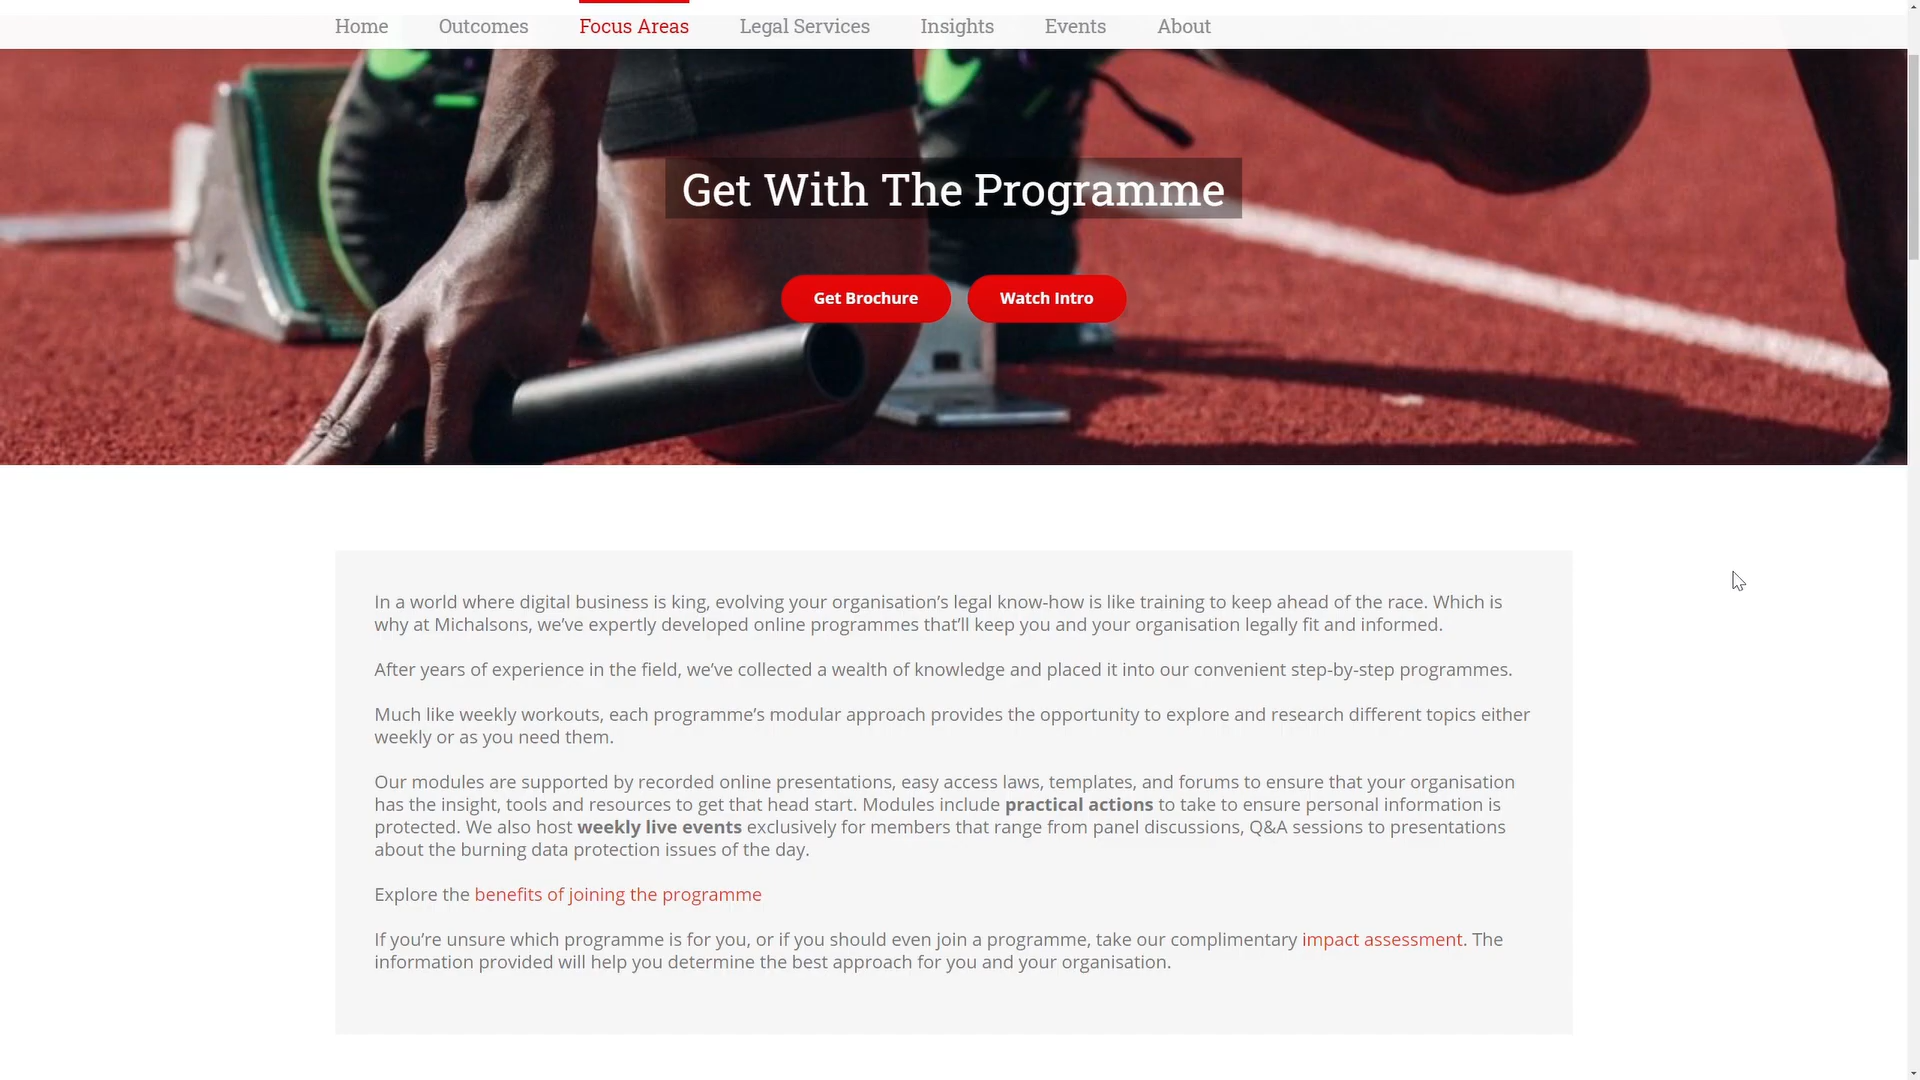 Home Outcomes Focus Areas Legal Services Insights Events About
Get With The Programme
Get Brochure Watch Intro
In a world where digital business is king, evolving your organisation’s legal know-how is like training to keep ahead of the race. Which is
why at Michalsons, we’ve expertly developed online programmes that’ll keep you and your organisation legally fit and informed.
After years of experience in the field, we’ve collected a wealth of knowledge and placed it into our convenient step-by-step programmes.
Much like weekly workouts, each programme’s modular approach provides the opportunity to explore and research different topics either
weekly or as you need them.
Our modules are supported by recorded online presentations, easy access laws, templates, and forums to ensure that your organisation
has the insight, tools and resources to get that head start. Modules include practical actions to take to ensure personal information is
protected. We also host weekly live events exclusively for members that range from panel discussions, Q&A sessions to presentations
about the burning data protection issues of the day.
Explore the benefits of joining the programme
If you’re unsure which programme is for you, or if you should even join a programme, take our complimentary impact assessment. The
information provided will help you determine the best approach for you and your organisation.